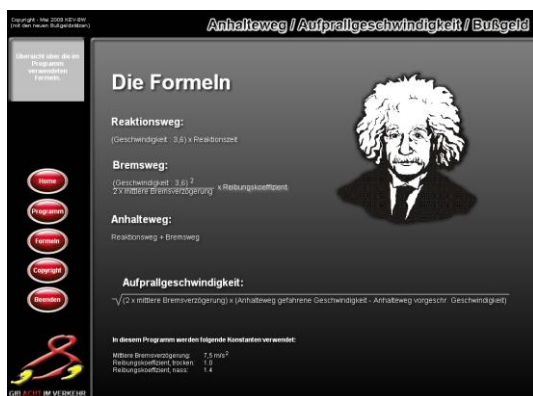 Copyright - Mai 2009 KEV-BW
(mit den neuen Bußgeldsätzen)
Anhalteweg / Aufprallgeschwindigkeit / Bußgeld
Übersicht über die im
Programm
verwendeten
Formeln.
Die Formeln
Reaktionsweg:
(Geschwindigkeit : 3,6) x Reaktionszeit
Bremsweg:
(Geschwindigkeit : 3,6) 2
2 x mittlere Bremsverzögerung x Reibungskoeffizient
Anhalteweg:
Reaktionsweg + Bremsweg
Aufprallgeschwindigkeit:
√(2 x mittlere Bremsverzögerung) x (Anhalteweg gefahrene Geschwindigkeit - Anhalteweg vorgeschr. Geschwindigkeit)
In diesem Programm werden folgende Konstanten verwendet:
Mittlere Bremsverzögerung: 7,5 m/s2
Reibungskoeffizient, trocken: 1.0
Reibungskoeffizient, nass: 1.4
Home
Programm
Formeln
Copyright
Beenden
GIB ACHT IM VERKEHR